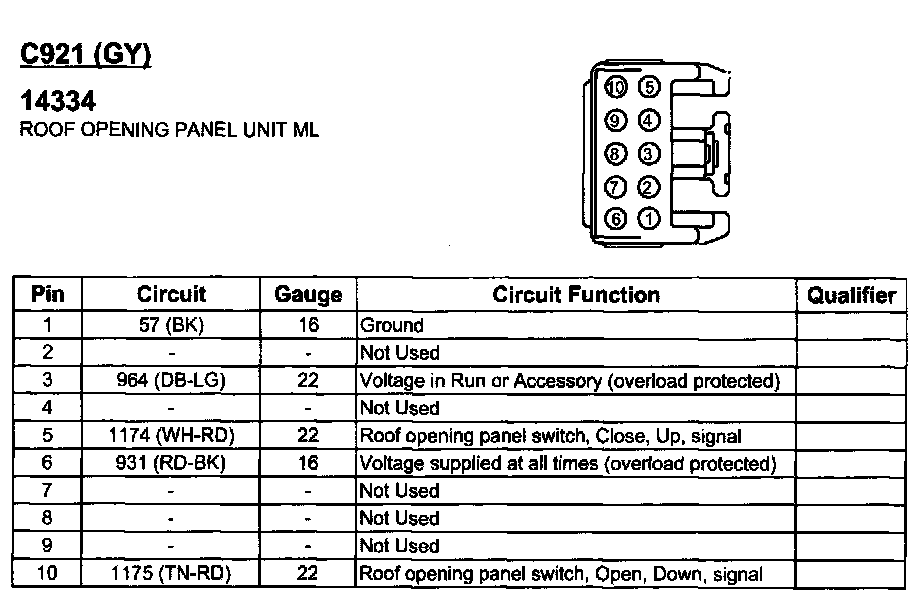 C921 (GY)
14334
ROOF OPENING PANEL UNIT ML
10 5
9 4
8 3
7 2
6 1
Pin Circuit Gauge Circuit Function Qualifier
1 57 (BK) 16 Ground
2 - - Not Used
3 964 (DB-LG) 22 Voltage in Run or Accessory (overload protected)
4 - - Not Used
5 1174 (WH-RD) 22 Roof opening panel switch, Close, Up, signal
6 931 (RD-BK) 16 Voltage supplied at all times (overload protected)
7 - - Not Used
8 - - Not Used
9 - - Not Used
10 1175 (TN-RD) 22 Roof opening panel switch, Open, Down, signal